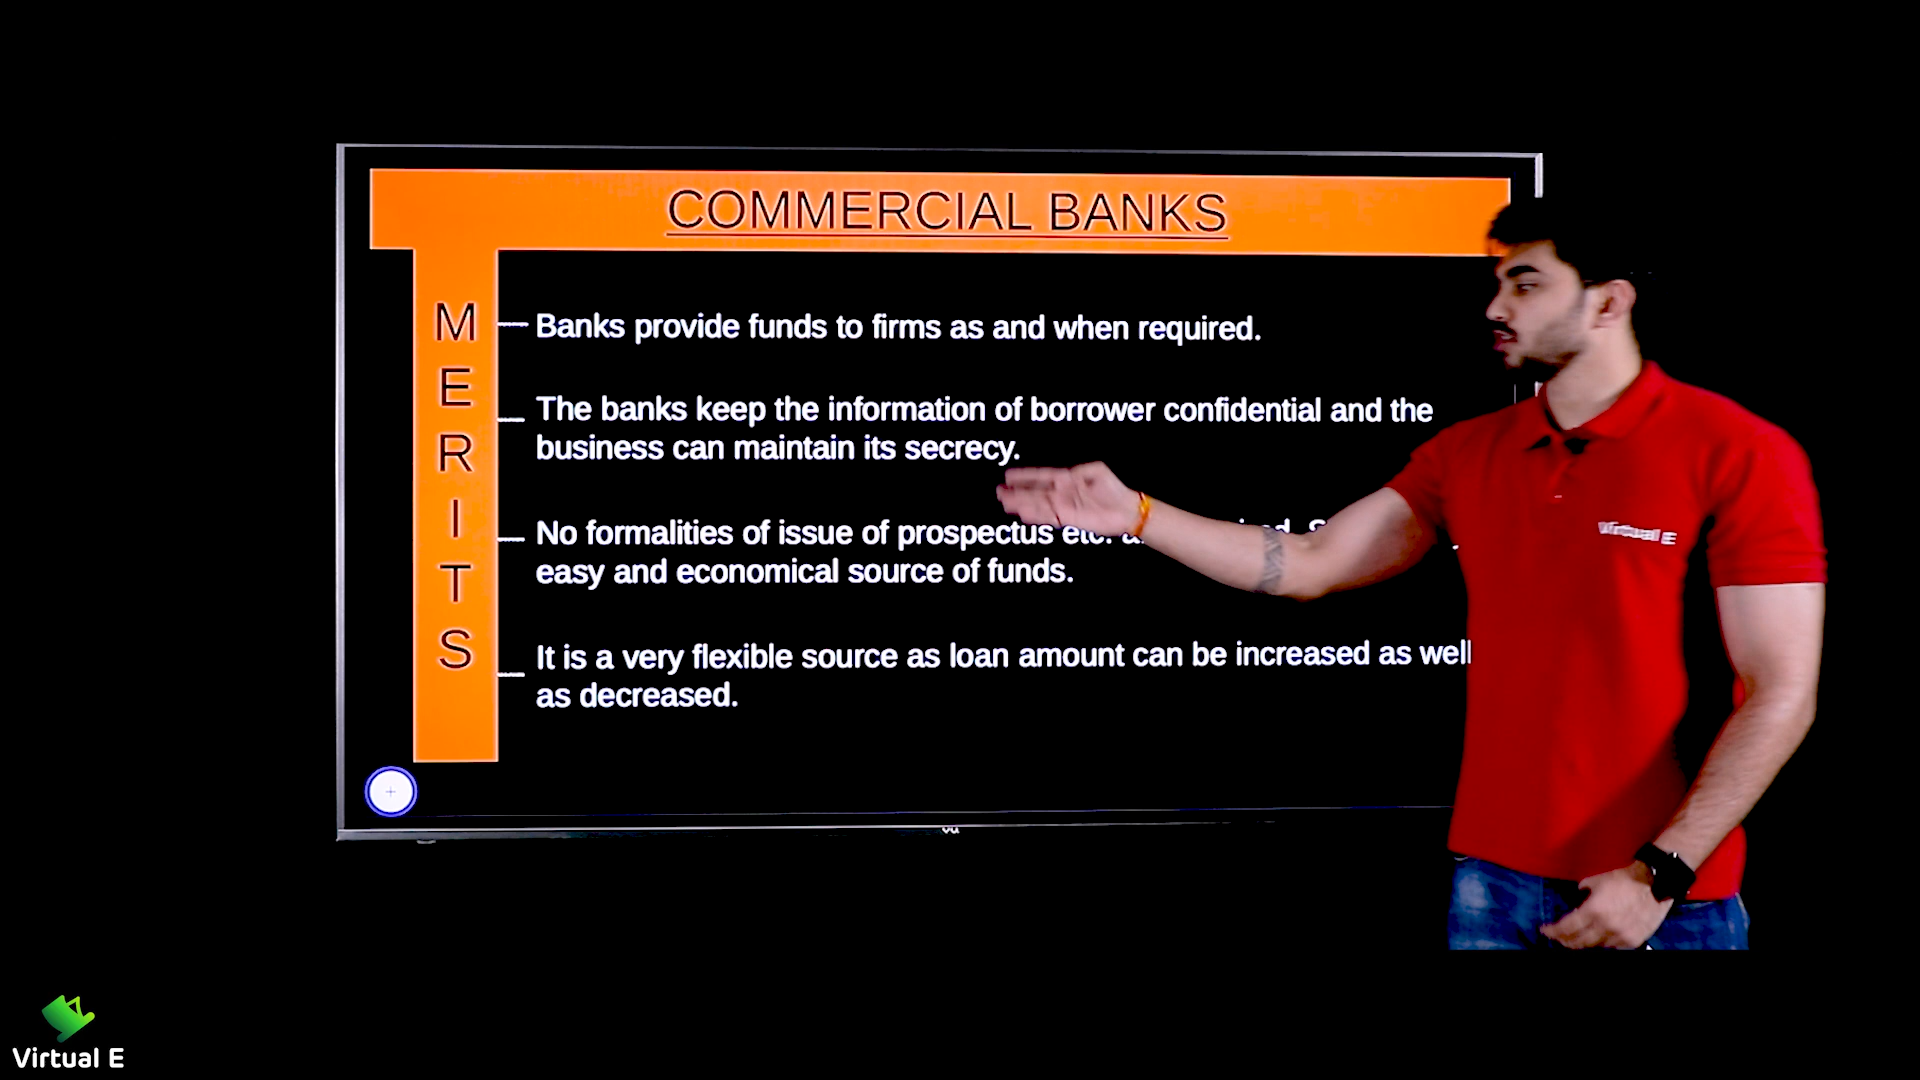 COMMERCIAL BANKS
MERITS
Banks provide funds to firms as and when required.
The banks keep the information of borrower confidential and the
business can maintain its secrecy.
No formalities of issue of prospectus etc.
easy and economical source of funds.
It is a very flexible source as loan amount can be increased as well
as decreased.
Virtual E
Virtual E